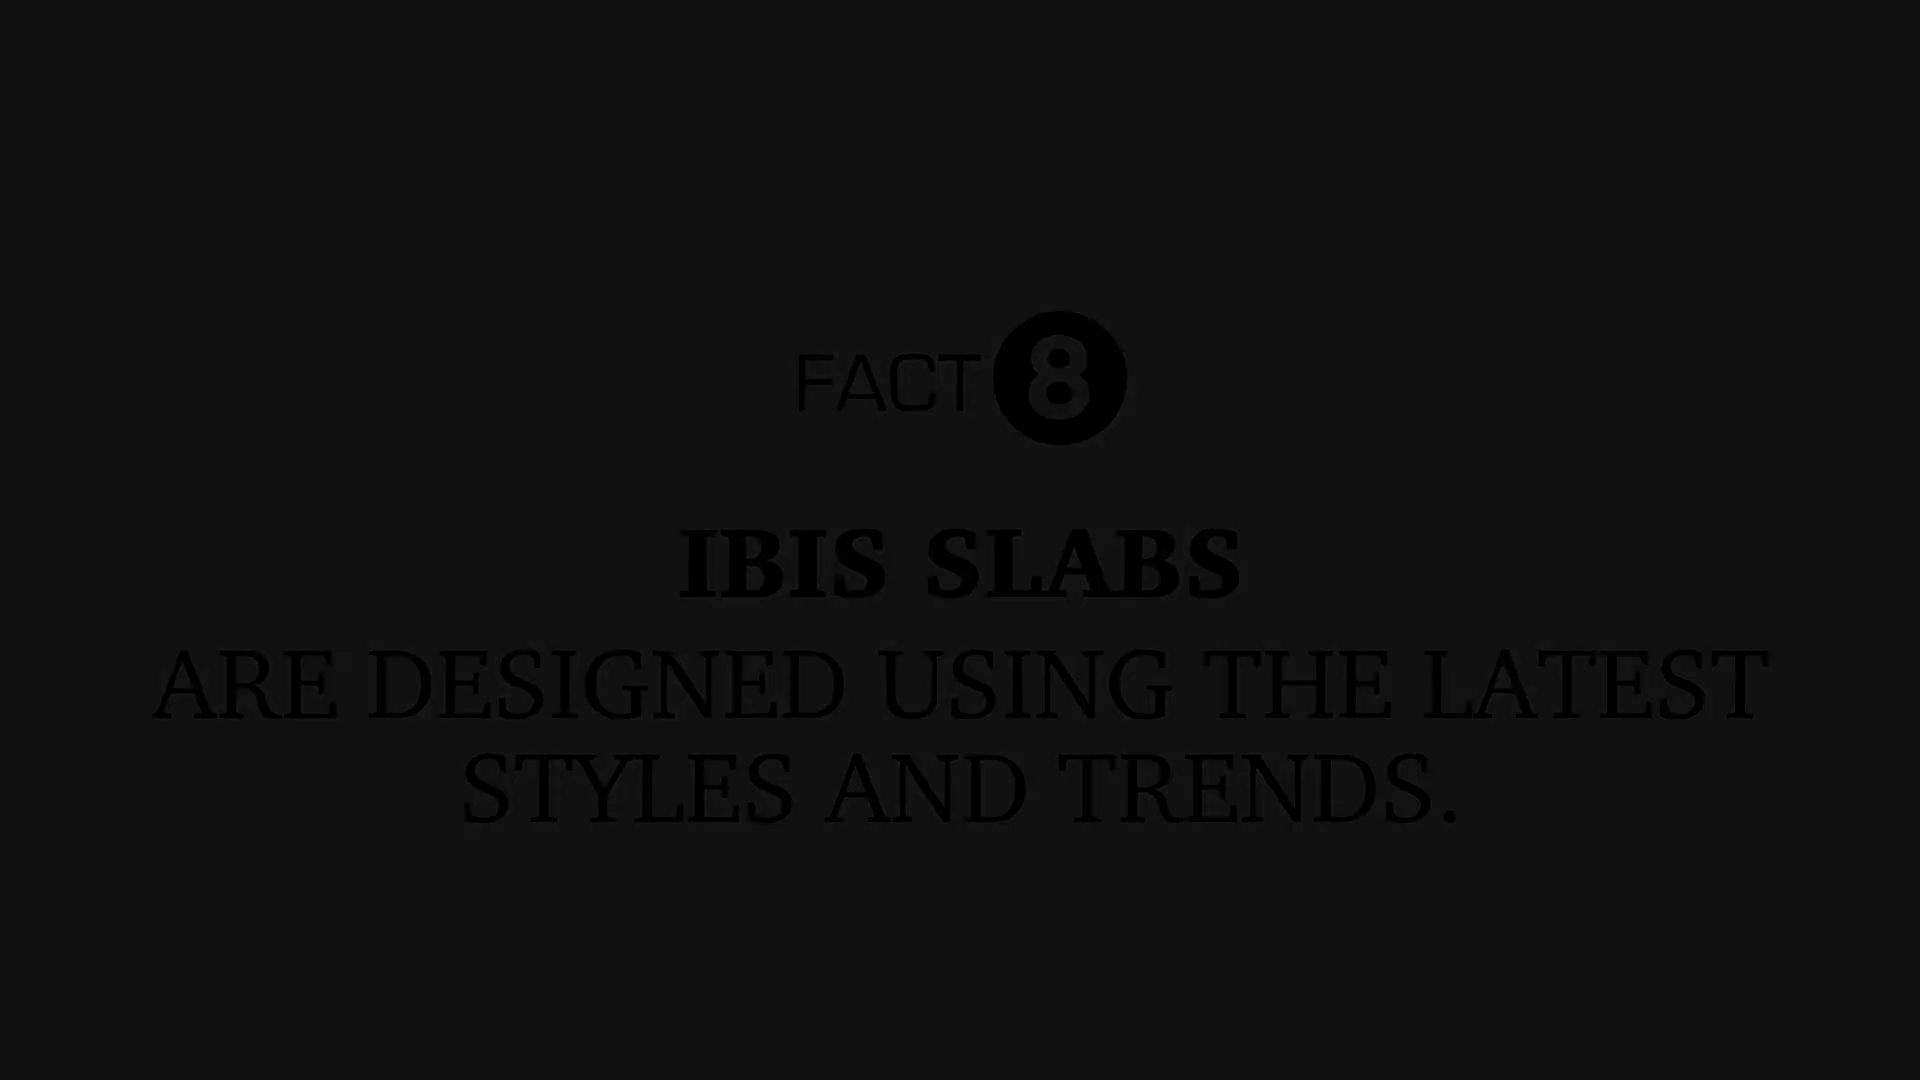 FACT 8
IBIS SLABS
ARE DESIGNED USING THE LATEST
STYLES AND TRENDS.